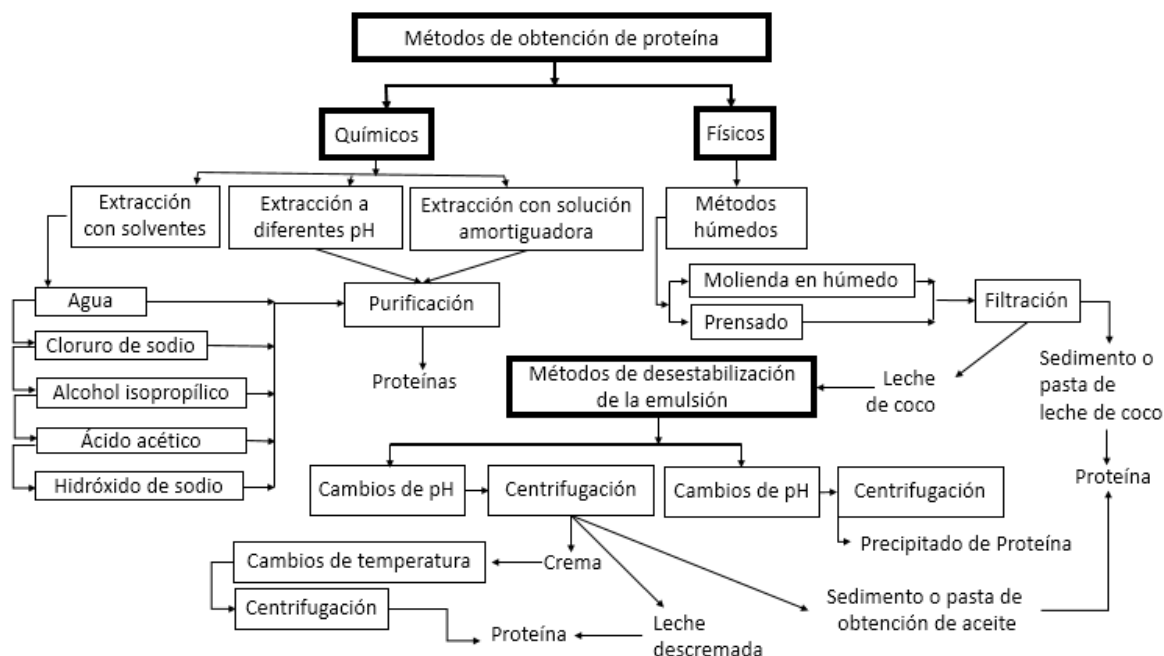 Métodos de obtención de proteína
Químicos
Físicos
Extracción
con solventes
Extracción a
diferentes pH
Extracción con solución
amortiguadora
Métodos
húmedos
Agua
Cloruro de sodio
Alcohol isopropílico
Ácido acético
Hidróxido de sodio
Purificación
Proteínas
Molienda en húmedo
Prensado
Filtración
Sedimento o
pasta de
leche de coco
Leche
de coco
Métodos de desestabilización
de la emulsión
Proteína
Cambios de pH
Centrifugación
Cambios de pH
Centrifugación
Precipitado de Proteína
Crema
Cambios de temperatura
Centrifugación
Proteína
Leche
descremada
Sedimento o pasta de
obtención de aceite